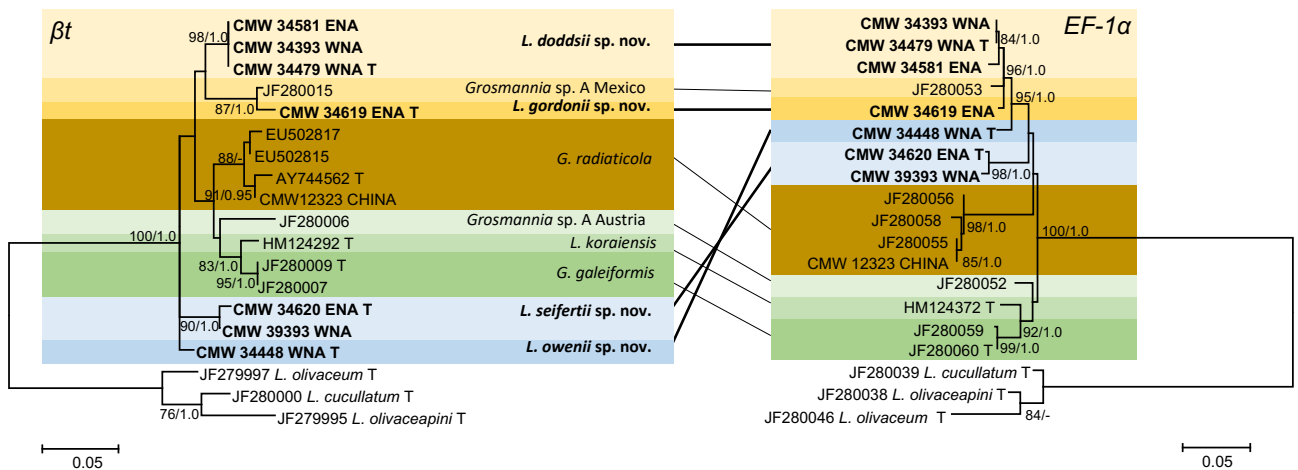 βt
98/1.0
CMW 34581 ENA
CMW 34393 WNA
CMW 34479 WNA T
L. doddsii sp. nov.
JF280015
Grosmannia sp. A Mexico
87/1.0
CMW 34619 ENA T
L. gordonii sp. nov.
EU502817
88/-
EU502815
G. radiaticola
AY744562 T
91/0.95
CMW12323 CHINA
JF280006
Grosmannia sp. A Austria
100/1.0
HM124292 T
L. koraiensis
83/1.0
JF280009 T
G. galeiformis
95/1.0
JF280007
CMW 34620 ENA T
L. seifertii sp. nov.
90/1.0
CMW 39393 WNA
CMW 34448 WNA T
L. owenii sp. nov.
JF279997 L. olivaceum T
JF280000 L. cucullatum T
76/1.0
JF279995 L. olivaceapini T
0.05
EF-1α
CMW 34393 WNA
84/1.0
CMW 34479 WNA T
CMW 34581 ENA
96/1.0
JF280053
95/1.0
CMW 34619 ENA
CMW 34448 WNA T
CMW 34620 ENA T
98/1.0
CMW 39393 WNA
JF280056
JF280058
98/1.0
100/1.0
JF280055
85/1.0
CMW 12323 CHINA
JF280052
HM124372 T
92/1.0
JF280059
99/1.0
JF280060 T
JF280039 L. cucullatum T
JF280038 L. olivaceapini T
84/-
JF280046 L. olivaceum T
0.05